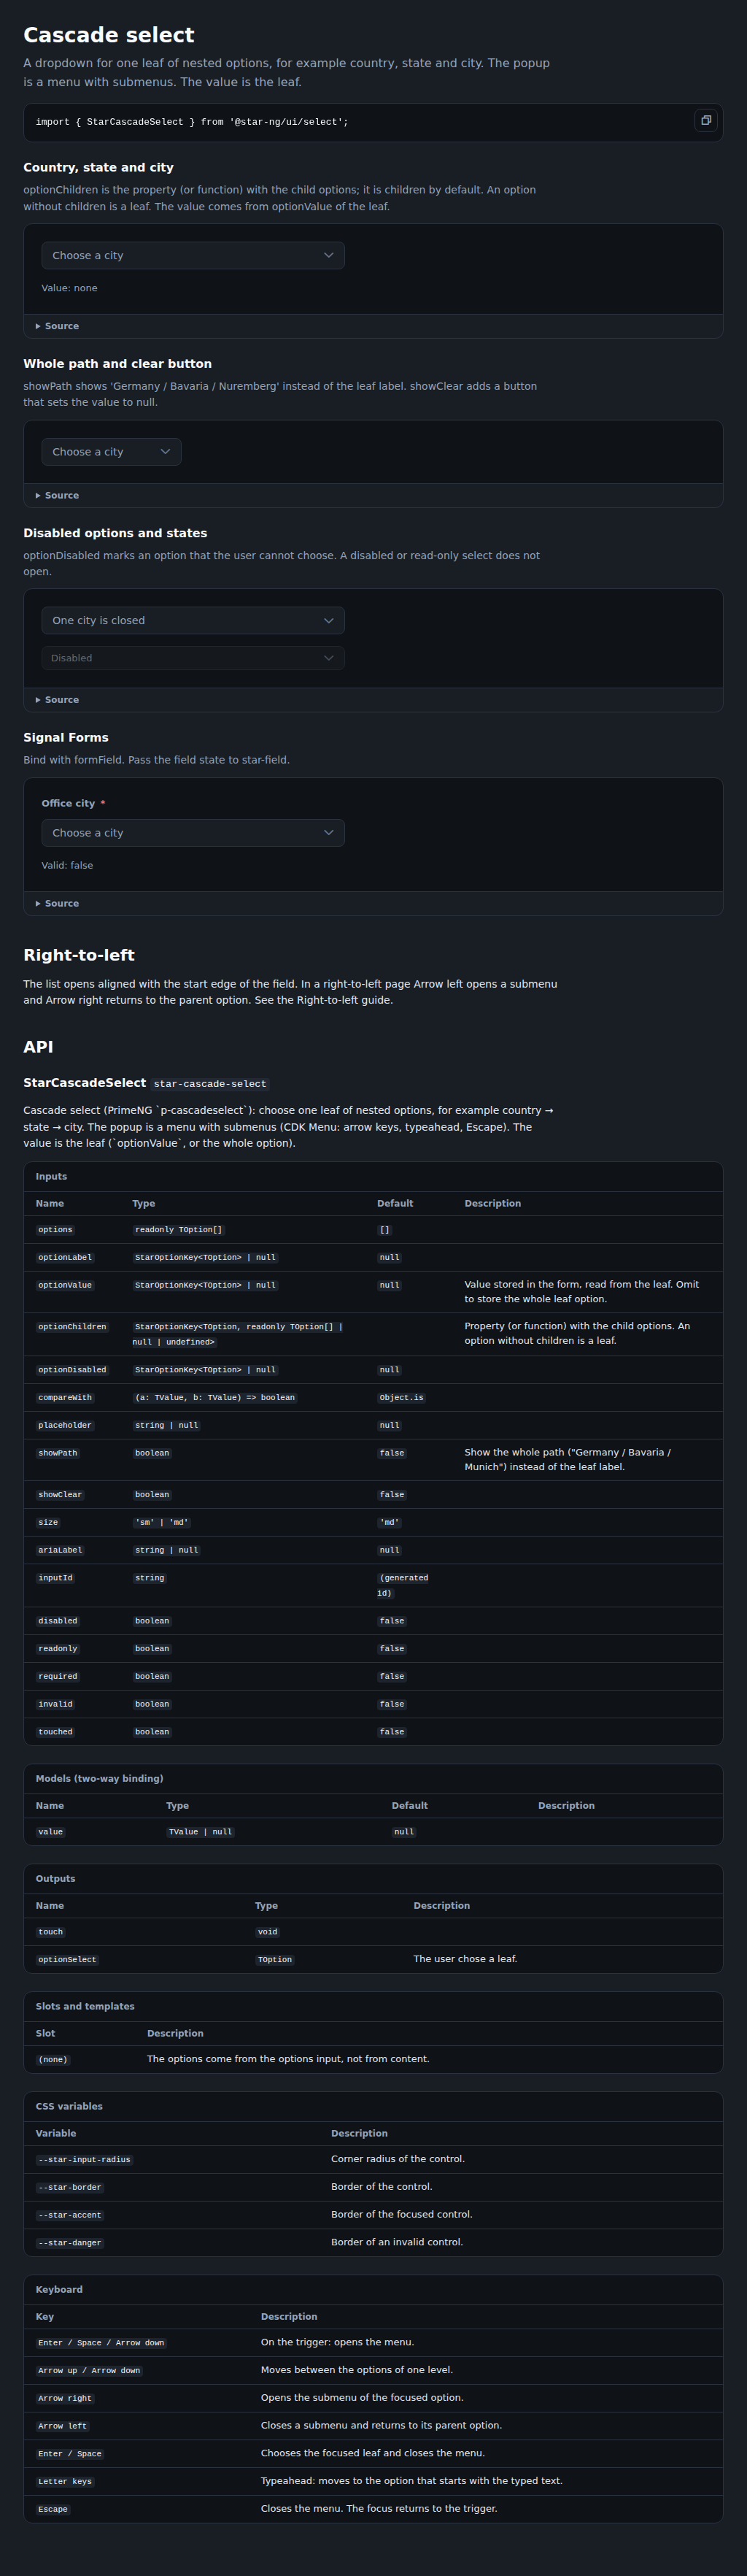 Cascade select
A dropdown for one leaf of nested options, for example country, state and city. The popup
is a menu with submenus. The value is the leaf.
import { StarCascadeSelect } from '@star-ng/ui/select';
Country, state and city
optionChildren is the property (or function) with the child options; it is children by default. An option
without children is a leaf. The value comes from optionValue of the leaf.
Choose a city
Value: none
Source
Whole path and clear button
showPath shows 'Germany / Bavaria / Nuremberg' instead of the leaf label. showClear adds a button
that sets the value to null.
Choose a city
Source
Disabled options and states
optionDisabled marks an option that the user cannot choose. A disabled or read-only select does not
open.
One city is closed
Disabled
Source
Signal Forms
Bind with formField. Pass the field state to star-field.
Office city *
Choose a city
Valid: false
Source
Right-to-left
The list opens aligned with the start edge of the field. In a right-to-left page Arrow left opens a submenu
and Arrow right returns to the parent option. See the Right-to-left guide.
API
StarCascadeSelect star-cascade-select
Cascade select (PrimeNG `p-cascadeselect`): choose one leaf of nested options, for example country →
state → city. The popup is a menu with submenus (CDK Menu: arrow keys, typeahead, Escape). The
value is the leaf (`optionValue`, or the whole option).
Inputs
Name Type Default Description
options readonly TOption[] []
optionLabel StarOptionKey<TOption> | null null
optionValue StarOptionKey<TOption> | null null Value stored in the form, read from the leaf. Omit
to store the whole leaf option.
optionChildren StarOptionKey<TOption, readonly TOption[] | Property (or function) with the child options. An
null | undefined> option without children is a leaf.
optionDisabled StarOptionKey<TOption> | null null
compareWith (a: TValue, b: TValue) => boolean Object.is
placeholder string | null null
showPath boolean false Show the whole path ("Germany / Bavaria /
Munich") instead of the leaf label.
showClear boolean false
size 'sm' | 'md' 'md'
ariaLabel string | null null
inputId string (generated
id)
disabled boolean false
readonly boolean false
required boolean false
invalid boolean false
touched boolean false
Models (two-way binding)
Name Type Default Description
value TValue | null null
Outputs
Name Type Description
touch void
optionSelect TOption The user chose a leaf.
Slots and templates
Slot Description
(none) The options come from the options input, not from content.
CSS variables
Variable Description
--star-input-radius Corner radius of the control.
--star-border Border of the control.
--star-accent Border of the focused control.
--star-danger Border of an invalid control.
Keyboard
Key Description
Enter / Space / Arrow down On the trigger: opens the menu.
Arrow up / Arrow down Moves between the options of one level.
Arrow right Opens the submenu of the focused option.
Arrow left Closes a submenu and returns to its parent option.
Enter / Space Chooses the focused leaf and closes the menu.
Letter keys Typeahead: moves to the option that starts with the typed text.
Escape Closes the menu. The focus returns to the trigger.